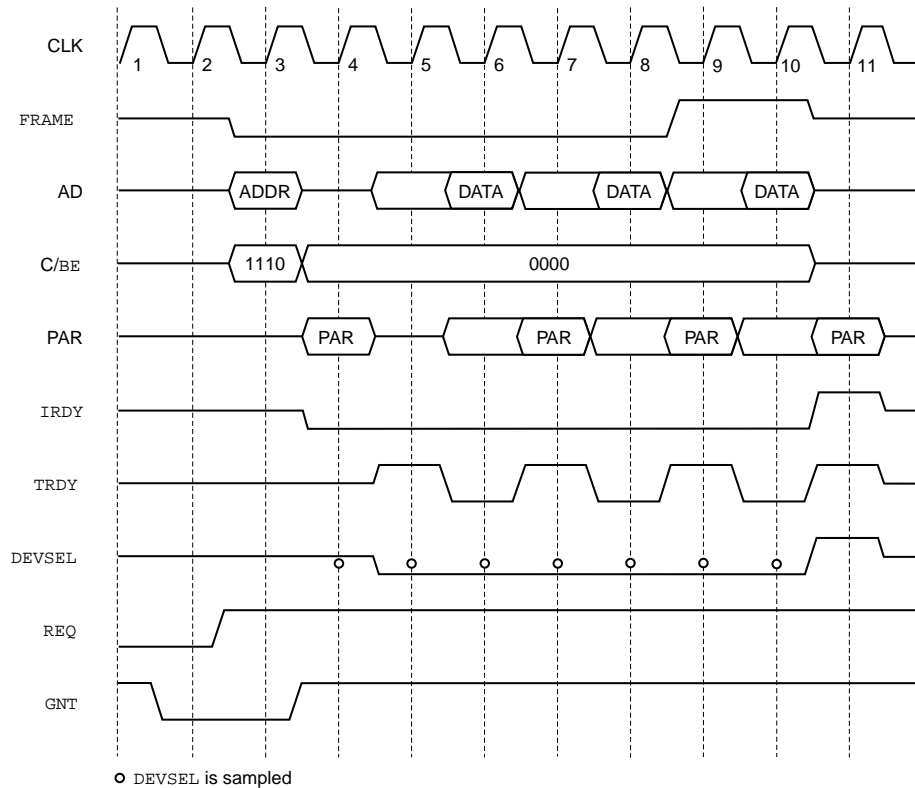 CLK
1 2 3 4 5 6 7 8 9 10 11
FRAME
AD
ADDR DATA DATA DATA
C/BE
1110 0000
PAR
PAR PAR PAR PAR
IRDY
TRDY
DEVSEL
REQ
GNT
DEVSEL is sampled